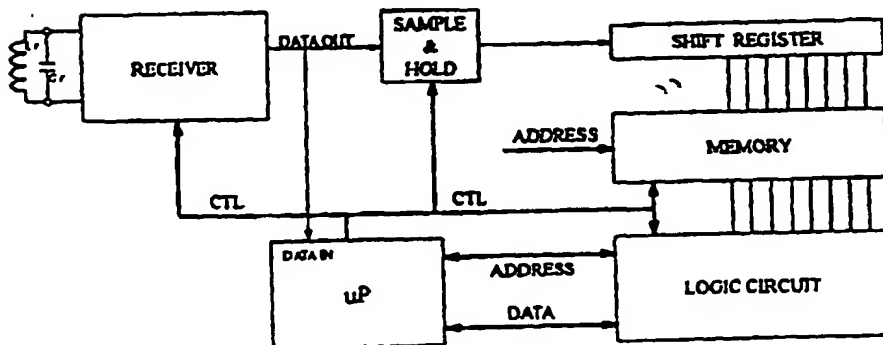 RECEIVER
DATA OUT
SAMPLE
&
HOLD
SHIFT REGISTER
ADDRESS
MEMORY
CTL
CTL
DATA IN
uP
ADDRESS
DATA
LOGIC CIRCUIT